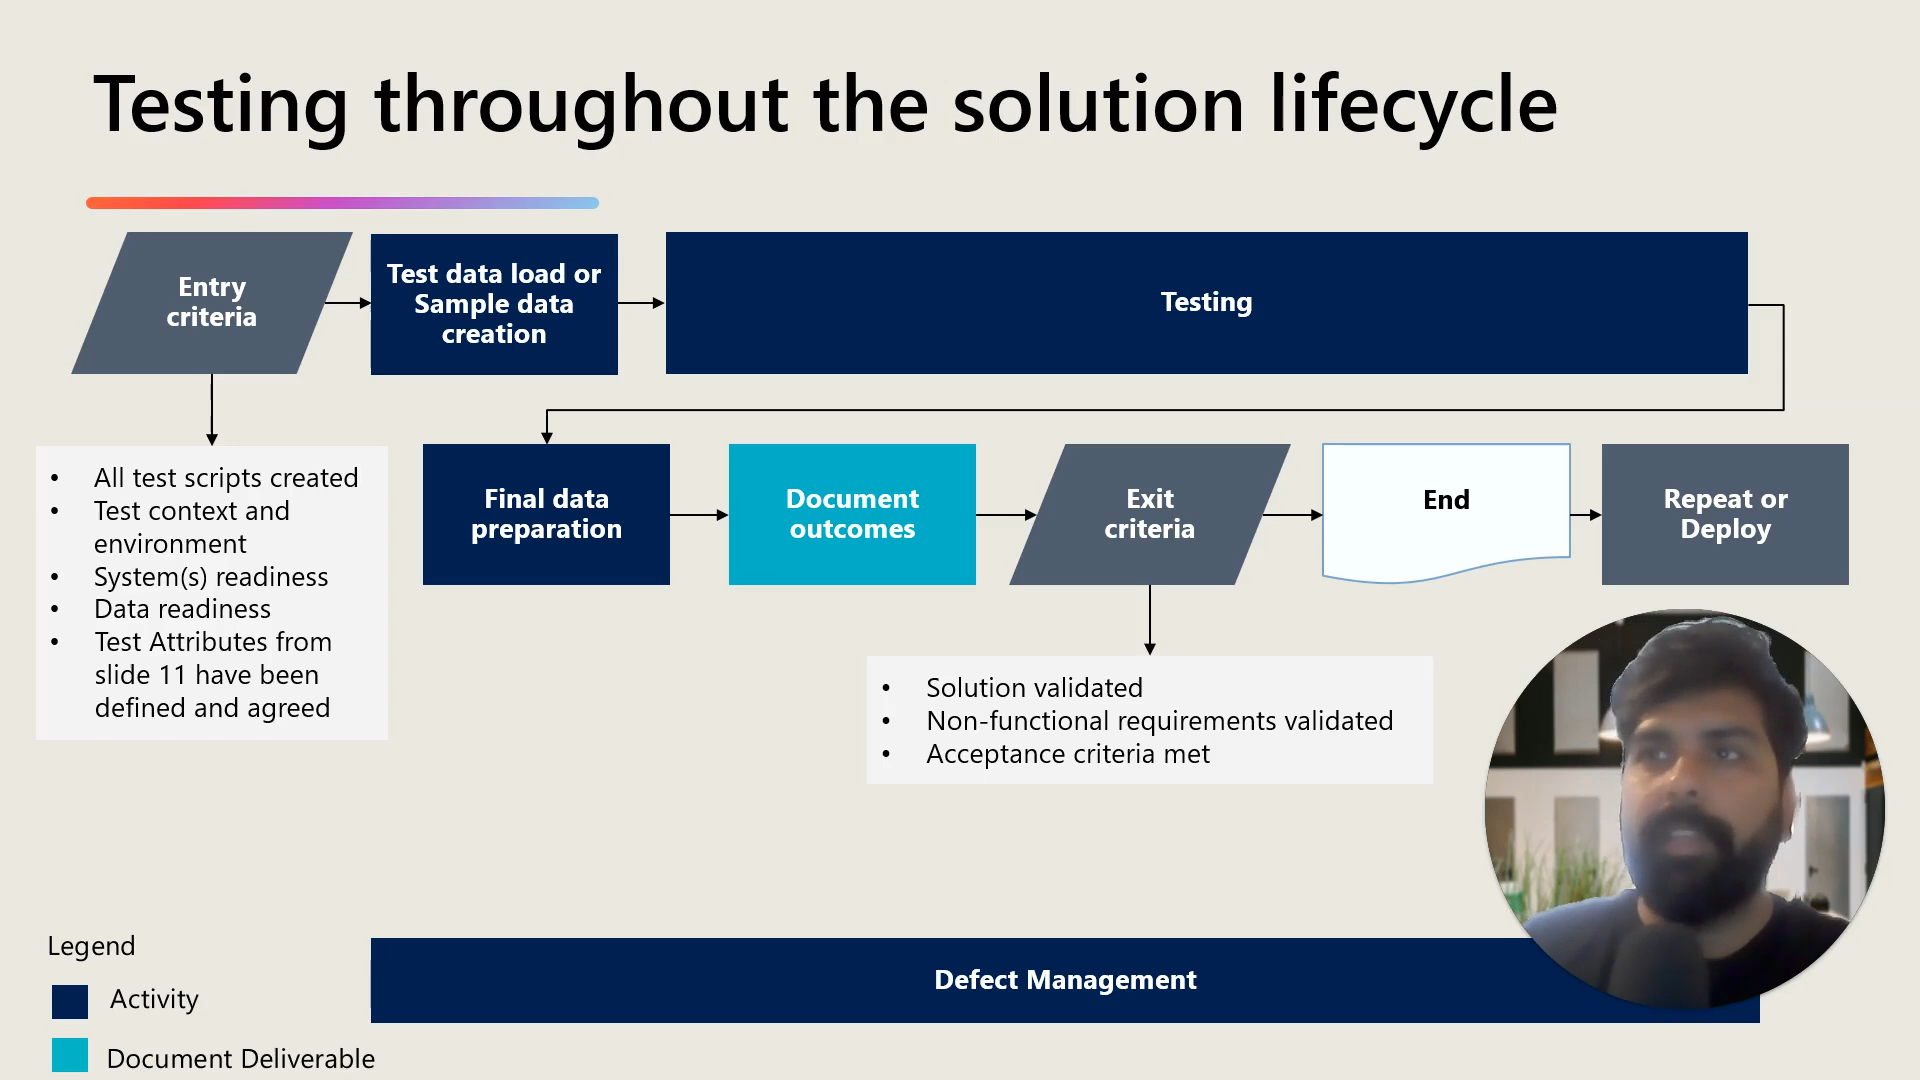 Testing throughout the solution lifecycle
Entry
criteria
Test data load or
Sample data
creation
Testing
• All test scripts created
• Test context and
environment
• System(s) readiness
• Data readiness
• Test Attributes from
slide 11 have been
defined and agreed
Final data
preparation
Document
outcomes
Exit
criteria
End
Repeat or
Deploy
• Solution validated
• Non-functional requirements validated
• Acceptance criteria met
Legend
Activity
Document Deliverable
Defect Management